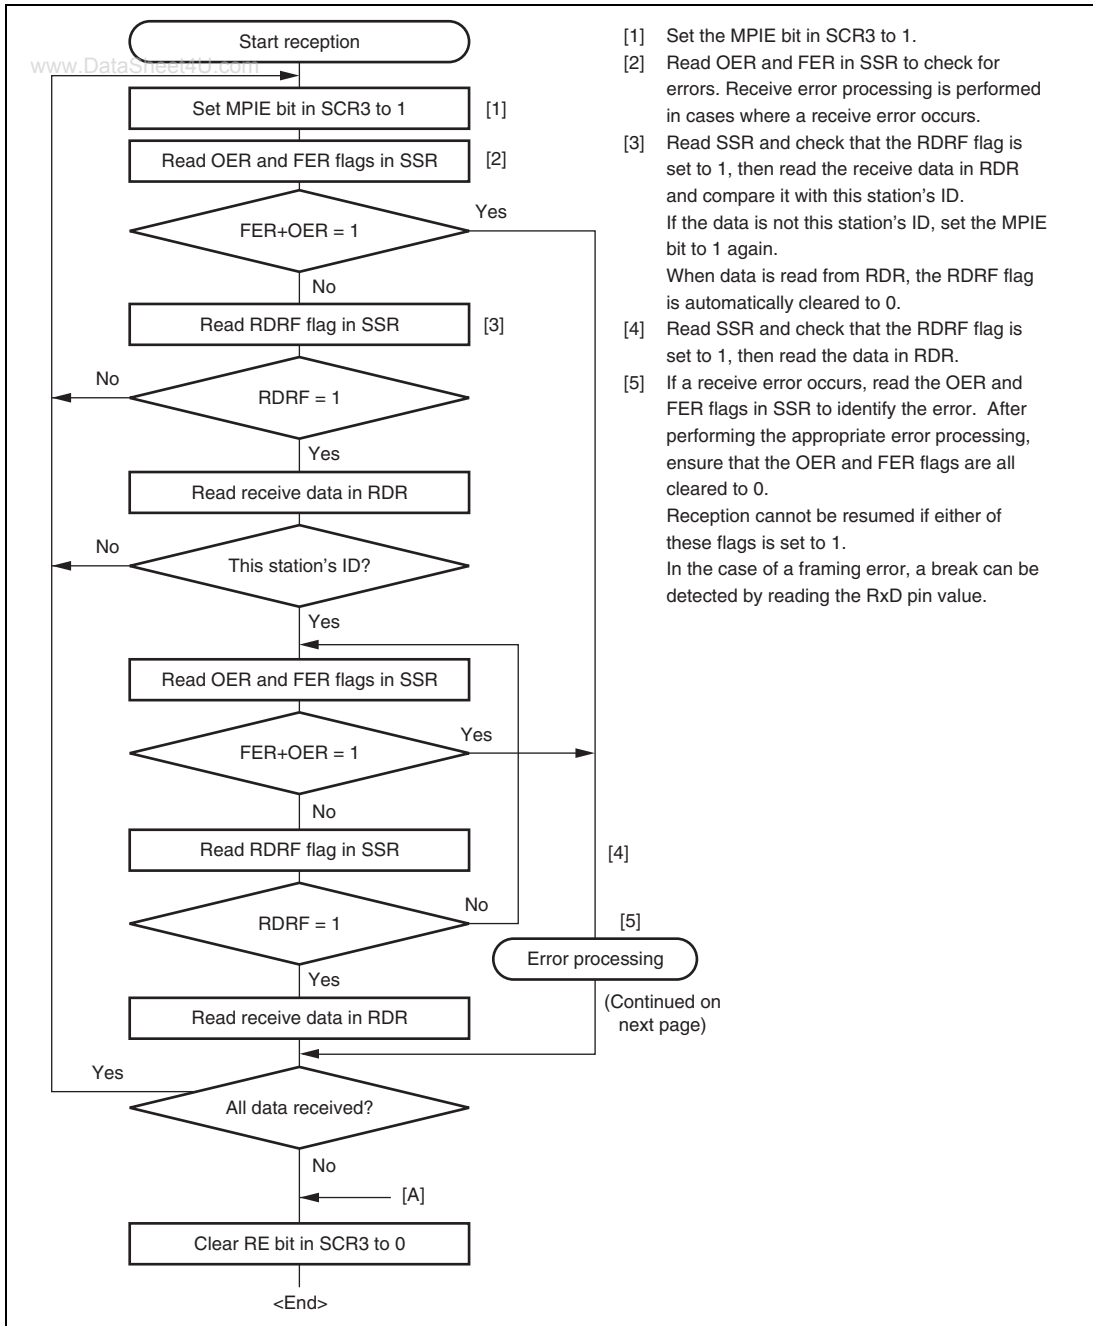 Start reception
www.DataSheet4U.com
Set MPIE bit in SCR3 to 1
[1]
Read OER and FER flags in SSR
[2]
FER+OER = 1
Yes
No
Read RDRF flag in SSR
[3]
RDRF = 1
No
Yes
Read receive data in RDR
This station's ID?
No
Yes
Read OER and FER flags in SSR
FER+OER = 1
Yes
No
Read RDRF flag in SSR
[4]
RDRF = 1
No
[5]
Error processing
(Continued on
next page)
Yes
Read receive data in RDR
Yes
All data received?
No
[A]
Clear RE bit in SCR3 to 0
<End>
[1] Set the MPIE bit in SCR3 to 1.
[2] Read OER and FER in SSR to check for
errors. Receive error processing is performed
in cases where a receive error occurs.
[3] Read SSR and check that the RDRF flag is
set to 1, then read the receive data in RDR
and compare it with this station's ID.
If the data is not this station's ID, set the MPIE
bit to 1 again.
When data is read from RDR, the RDRF flag
is automatically cleared to 0.
[4] Read SSR and check that the RDRF flag is
set to 1, then read the data in RDR.
[5] If a receive error occurs, read the OER and
FER flags in SSR to identify the error. After
performing the appropriate error processing,
ensure that the OER and FER flags are all
cleared to 0.
Reception cannot be resumed if either of
these flags is set to 1.
In the case of a framing error, a break can be
detected by reading the RxD pin value.